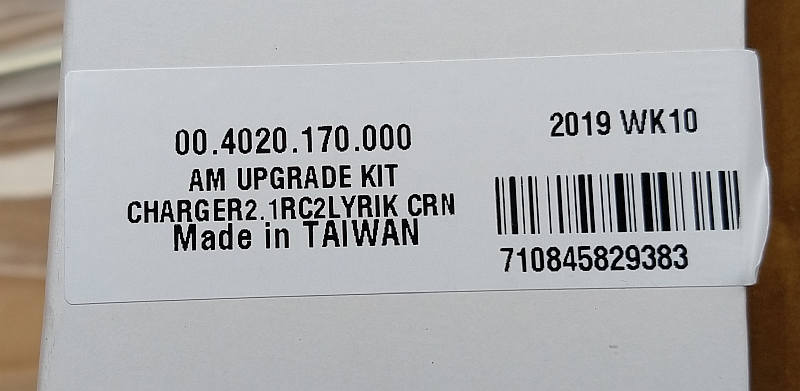 00.4020.170.000
AM UPGRADE KIT
CHARGER2.1RC2LYRIK CRN
Made in TAIWAN
2019 WK10
710845829383